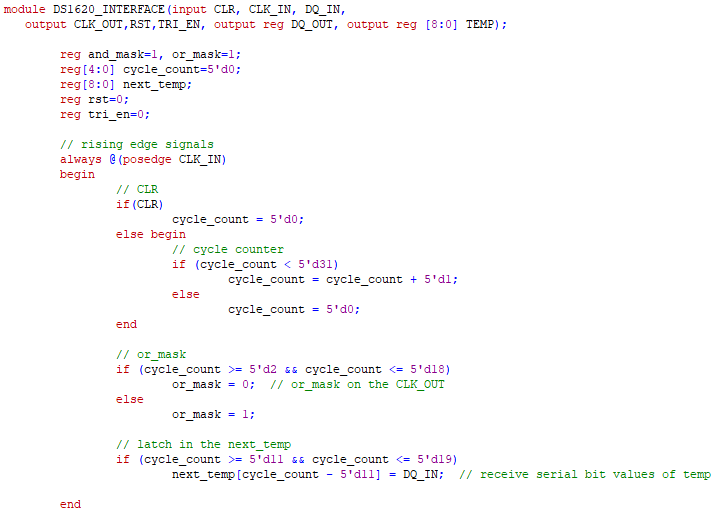 module DS1620_INTERFACE(input CLR, CLK_IN, DQ_IN,
output CLK_OUT,RST,TRI_EN, output reg DQ_OUT, output reg [8:0] TEMP);
reg and_mask=1, or_mask=1;
reg[4:0] cycle_count=5'd0;
reg[8:0] next_temp;
reg rst=0;
reg tri_en=0;
// rising edge signals
always @(posedge CLK_IN)
begin
// CLR
if(CLR)
cycle_count = 5'd0;
else begin
// cycle counter
if (cycle_count < 5'd31)
cycle_count = cycle_count + 5'd1;
else
cycle_count = 5'd0;
end
// or_mask
if (cycle_count >= 5'd2 && cycle_count <= 5'd18)
or_mask = 0;  // or_mask on the CLK_OUT
else
or_mask = 1;
// latch in the next_temp
if (cycle_count >= 5'd11 && cycle_count <= 5'd19)
next_temp[cycle_count - 5'd11] = DQ_IN;  // receive serial bit values of temp
end